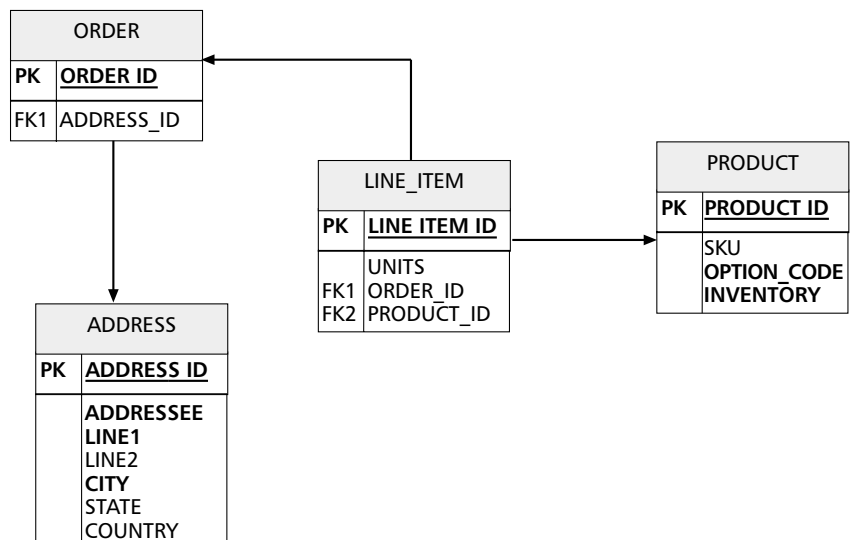 ORDER
PK ORDER ID
FK1 ADDRESS_ID
LINE_ITEM
PK LINE ITEM ID
UNITS
FK1 ORDER_ID
FK2 PRODUCT_ID
PRODUCT
PK PRODUCT ID
SKU
OPTION_CODE
INVENTORY
ADDRESS
PK ADDRESS ID
ADDRESSEE
LINE1
LINE2
CITY
STATE
COUNTRY